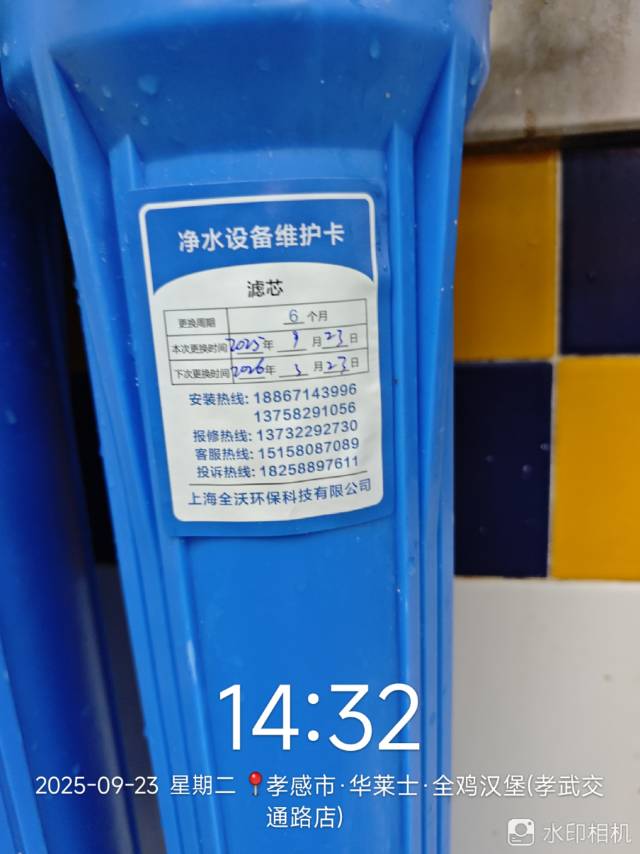 净水设备维护卡
滤芯
更换周期 6 个月
本次更换时间 2025年 9 月 23 日
下次更换时间 2026年 3 月 23 日
安装热线: 18867143996
13758291056
报修热线: 13732292730
客服热线: 15158087089
投诉热线: 18258897611
上海全沃环保科技有限公司
14:32
2025-09-23 星期二 📍孝感市·华莱士·全鸡汉堡(孝武交
通路店)
水印相机